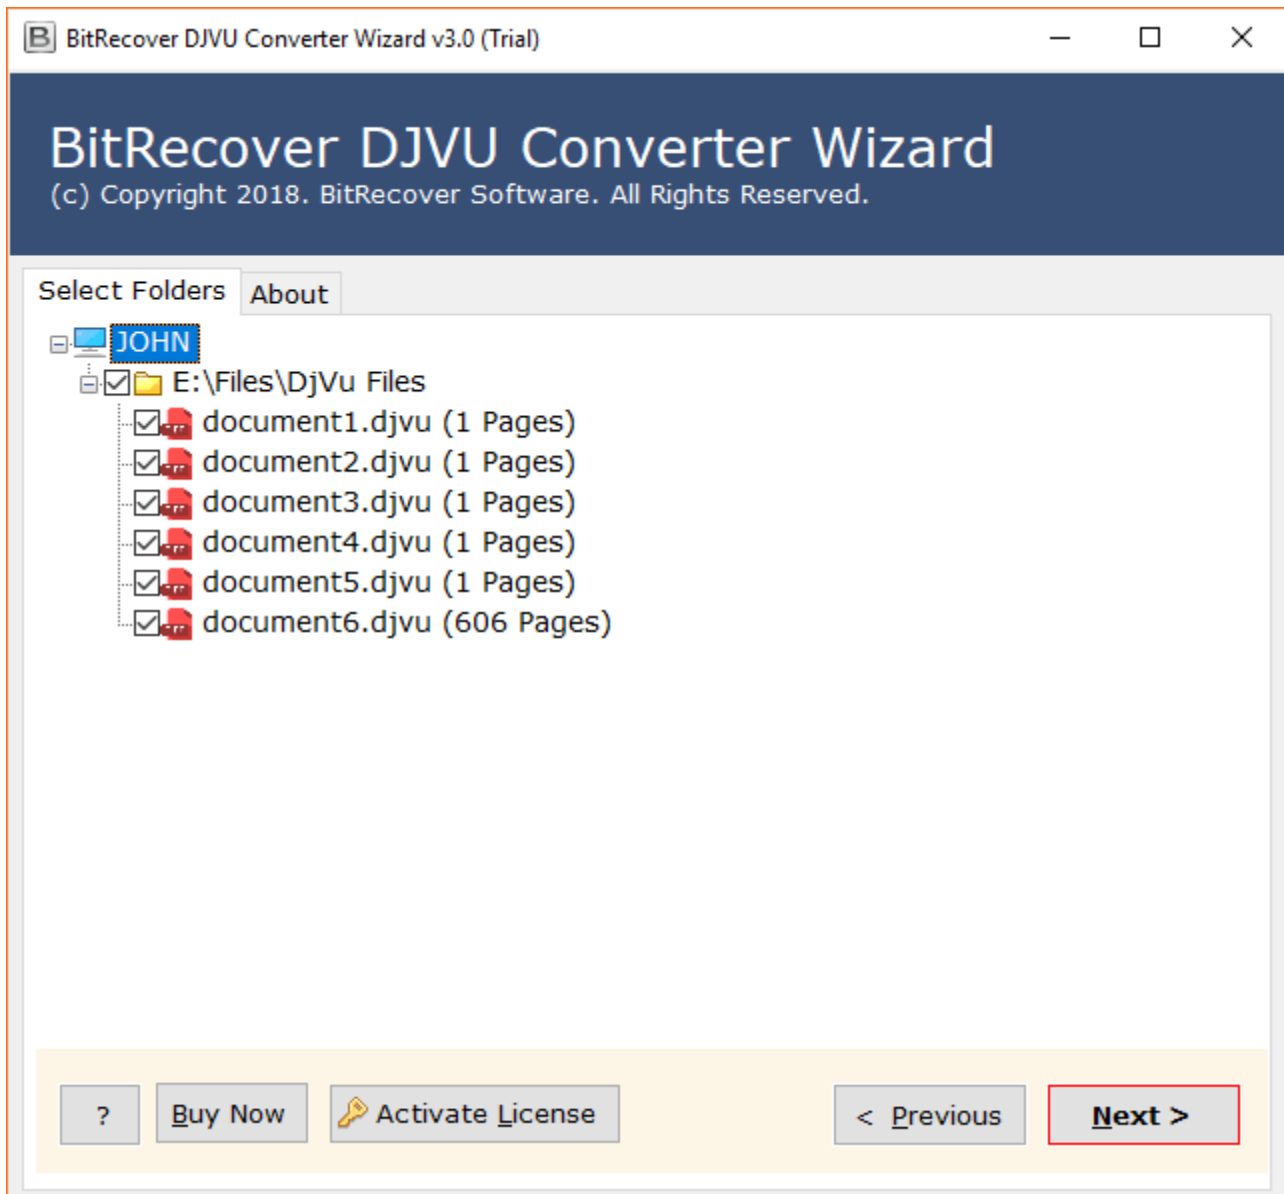 BitRecover DJVU Converter Wizard v3.0 (Trial)
BitRecover DJVU Converter Wizard
(c) Copyright 2018. BitRecover Software. All Rights Reserved.
Select Folders About
JOHN
E:\Files\DjVu Files
document1.djvu (1 Pages)
document2.djvu (1 Pages)
document3.djvu (1 Pages)
document4.djvu (1 Pages)
document5.djvu (1 Pages)
document6.djvu (606 Pages)
? Buy Now Activate License < Previous Next >